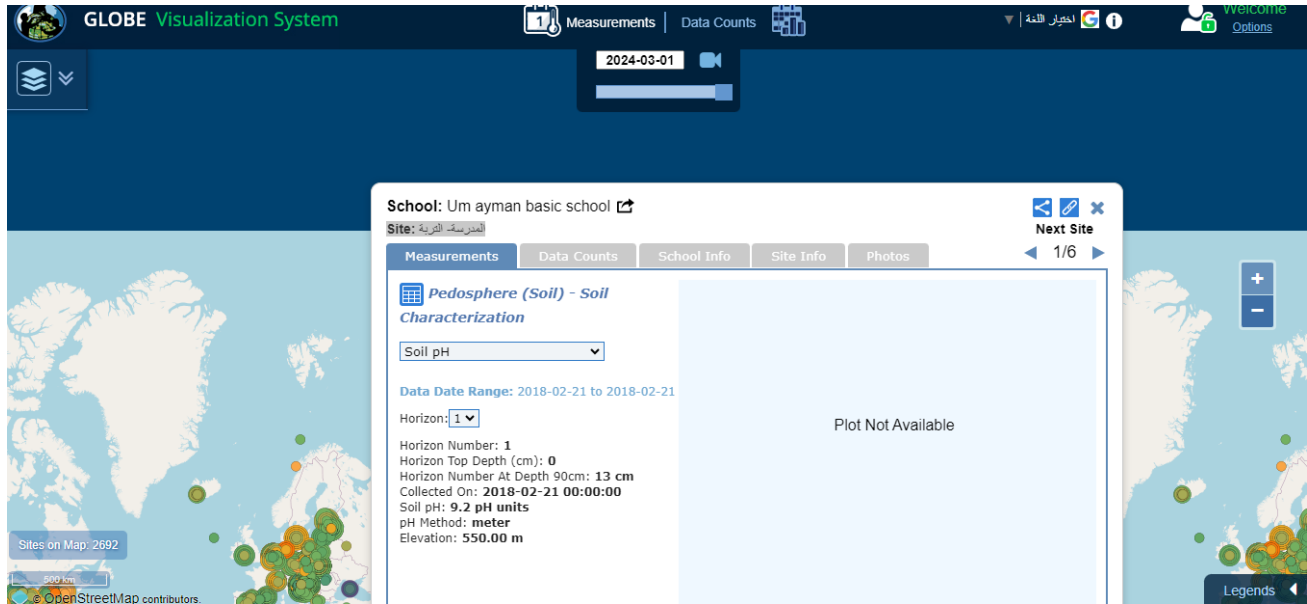 GLOBE Visualization System
Measurements | Data Counts
اختيار اللغة
Welcome
Options
2024-03-01
School: Um ayman basic school
Site: المدرسة- التربة
Next Site
1/6
Measurements
Data Counts
School Info
Site Info
Photos
Pedosphere (Soil) - Soil
Characterization
Soil pH
Data Date Range: 2018-02-21 to 2018-02-21
Horizon: 1
Horizon Number: 1
Horizon Top Depth (cm): 0
Horizon Number At Depth 90cm: 13 cm
Collected On: 2018-02-21 00:00:00
Soil pH: 9.2 pH units
pH Method: meter
Elevation: 550.00 m
Plot Not Available
+
−
Sites on Map: 2692
500 km
© OpenStreetMap contributors.
Legends